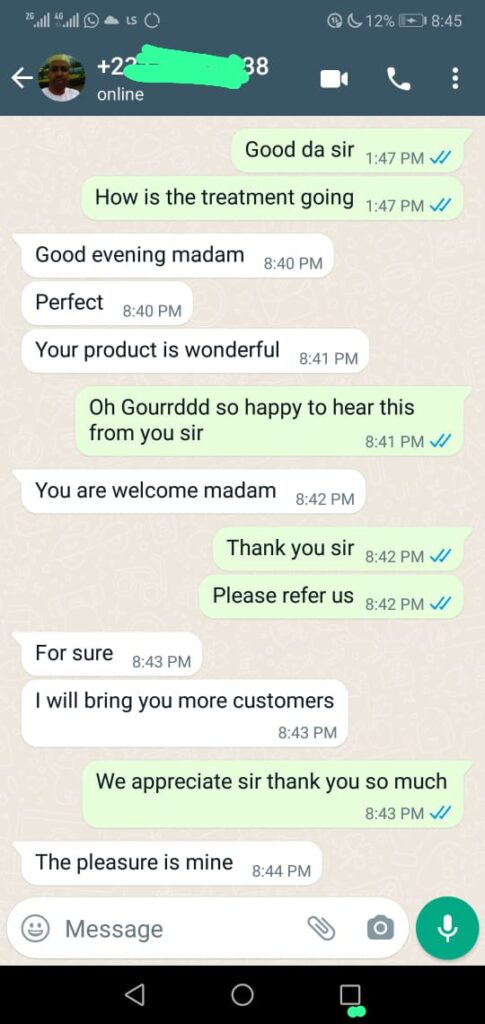 2G 4G LS 12% 8:45
+22 38
online
Good da sir 1:47 PM
How is the treatment going 1:47 PM
Good evening madam 8:40 PM
Perfect 8:40 PM
Your product is wonderful 8:41 PM
Oh Gourrddd so happy to hear this
from you sir 8:41 PM
You are welcome madam 8:42 PM
Thank you sir 8:42 PM
Please refer us 8:42 PM
For sure 8:43 PM
I will bring you more customers
8:43 PM
We appreciate sir thank you so much
8:43 PM
The pleasure is mine 8:44 PM
Message